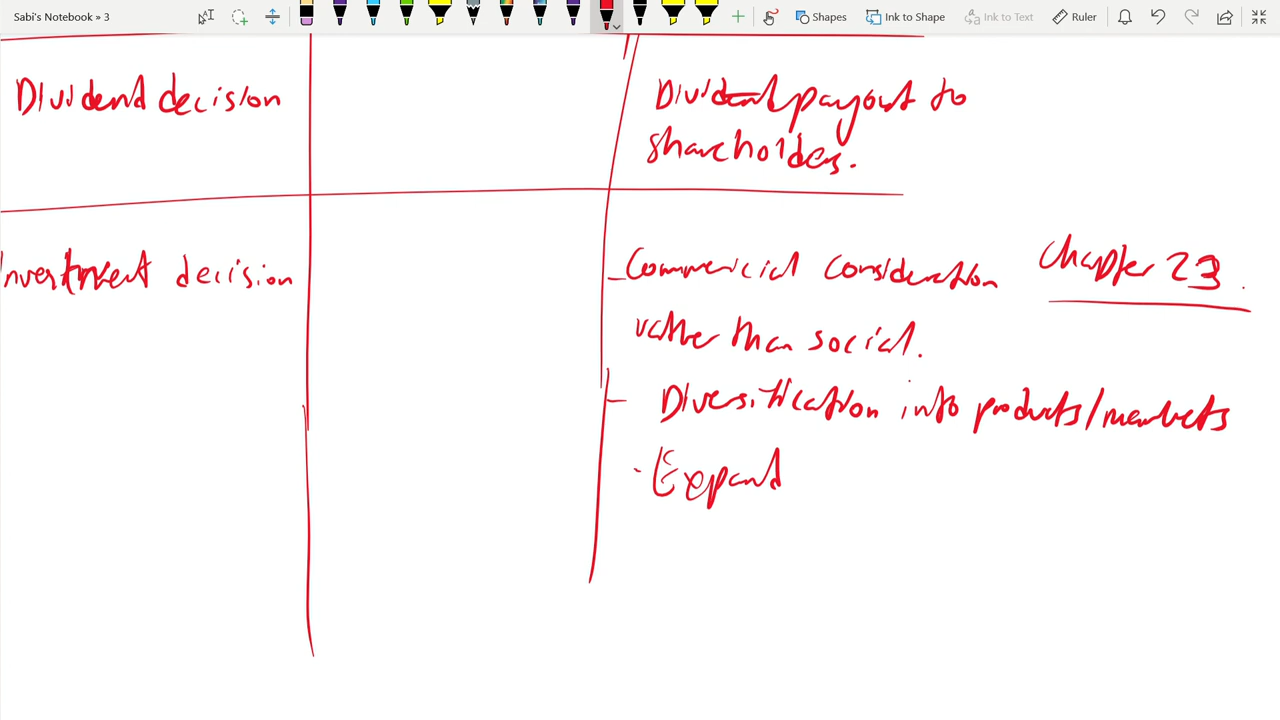 Sabi's Notebook » 3
Shapes
Ink to Shape
Ink to Text
Ruler
Dividend decision
Dividend payout to
shareholders.
Investment decision
- Commericial consideration
rather than social.
Chapter 23.
- Diversification into products/markets
· Expand